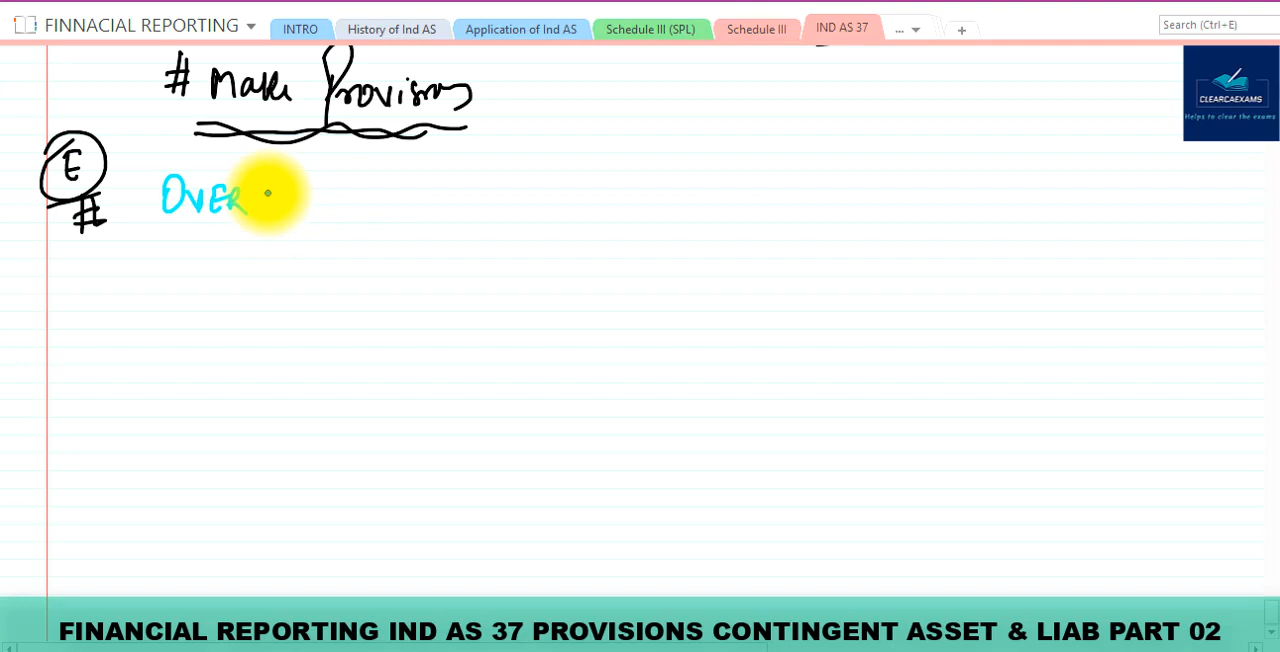 FINNACIAL REPORTING INTRO History of Ind AS Application of Ind AS Schedule III (SPL) Schedule III IND AS 37 ... + Search (Ctrl+E)
# Make Provisions
CLEARCAEXAMS
Helps to clear the exams
E
# OVER
FINANCIAL REPORTING IND AS 37 PROVISIONS CONTINGENT ASSET & LIAB PART 02